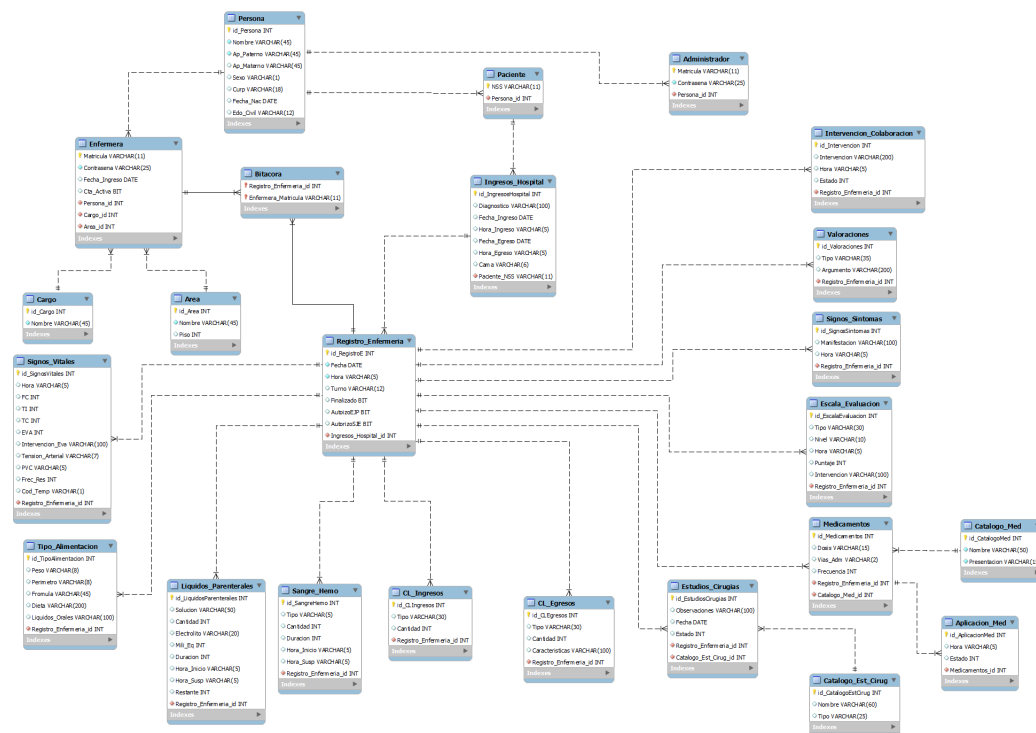 Persona
id_Persona INT
Nombre VARCHAR(45)
Ap_Paterno VARCHAR(45)
Ap_Materno VARCHAR(45)
Sexo VARCHAR(1)
Curp VARCHAR(18)
Fecha_Nac DATE
Edo_Civil VARCHAR(12)
Indexes
Paciente
NSS VARCHAR(11)
Persona_id INT
Indexes
Administrador
Matricula VARCHAR(11)
Contrasena VARCHAR(25)
Persona_id INT
Indexes
Enfermera
Matricula VARCHAR(11)
Contrasena VARCHAR(25)
Fecha_Ingreso DATE
Cta_Activa BIT
Persona_id INT
Cargo_id INT
Area_id INT
Indexes
Bitacora
Registro_Enfermeria_id INT
Enfermera_Matricula VARCHAR(11)
Indexes
Ingresos_Hospital
id_IngresosHospital INT
Diagnostico VARCHAR(100)
Fecha_Ingreso DATE
Hora_Ingreso VARCHAR(5)
Fecha_Egreso DATE
Hora_Egreso VARCHAR(5)
Cama VARCHAR(6)
Paciente_NSS VARCHAR(11)
Indexes
Intervencion_Colaboracion
id_Intervencion INT
Intervencion VARCHAR(200)
Hora VARCHAR(5)
Estado INT
Registro_Enfermeria_id INT
Indexes
Valoraciones
id_Valoraciones INT
Tipo VARCHAR(35)
Argumento VARCHAR(200)
Registro_Enfermeria_id INT
Indexes
Cargo
id_Cargo INT
Nombre VARCHAR(45)
Indexes
Area
id_Area INT
Nombre VARCHAR(45)
Piso INT
Indexes
Registro_Enfermeria
id_RegistroE INT
Fecha DATE
Hora VARCHAR(5)
Turno VARCHAR(12)
Finalizado BIT
AutorizoEJP BIT
AutorizoSJE BIT
Ingresos_Hospital_id INT
Indexes
Signos_Sintomas
id_SignosSintomas INT
Manifestacion VARCHAR(100)
Hora VARCHAR(5)
Registro_Enfermeria_id INT
Indexes
Signos_Vitales
id_SignosVitales INT
Hora VARCHAR(5)
FC INT
TI INT
TC INT
EVA INT
Intervencion_Eva VARCHAR(100)
Tension_Arterial VARCHAR(7)
PVC VARCHAR(5)
Frec_Res INT
Cod_Temp VARCHAR(1)
Registro_Enfermeria_id INT
Indexes
Escala_Evaluacion
id_EscalaEvaluacion INT
Tipo VARCHAR(30)
Nivel VARCHAR(10)
Hora VARCHAR(5)
Puntaje INT
Intervencion VARCHAR(100)
Registro_Enfermeria_id INT
Indexes
Tipo_Alimentacion
id_TipoAlimentacion INT
Peso VARCHAR(8)
Perimetro VARCHAR(8)
Fromula VARCHAR(45)
Dieta VARCHAR(200)
Liquidos_Orales VARCHAR(100)
Registro_Enfermeria_id INT
Indexes
Liquidos_Parenterales
id_LiquidosParenterales INT
Solucion VARCHAR(50)
Cantidad INT
Electrolito VARCHAR(20)
Mili_Eq INT
Duracion INT
Hora_Inicio VARCHAR(5)
Hora_Susp VARCHAR(5)
Restante INT
Registro_Enfermeria_id INT
Indexes
Sangre_Hemo
id_SangreHemo INT
Tipo VARCHAR(5)
Cantidad INT
Duracion INT
Hora_Inicio VARCHAR(5)
Hora_Susp VARCHAR(5)
Registro_Enfermeria_id INT
Indexes
CL_Ingresos
id_CLIngresos INT
Tipo VARCHAR(30)
Cantidad INT
Registro_Enfermeria_id INT
Indexes
CL_Egresos
id_CLEgresos INT
Tipo VARCHAR(30)
Cantidad INT
Caracteristicas VARCHAR(100)
Registro_Enfermeria_id INT
Indexes
Estudios_Cirugias
id_EstudiosCirugias INT
Observaciones VARCHAR(100)
Fecha DATE
Estado INT
Registro_Enfermeria_id INT
Catalogo_Est_Cirug_id INT
Indexes
Medicamentos
id_Medicamentos INT
Dosis VARCHAR(15)
Vias_Adm VARCHAR(2)
Frecuencia INT
Registro_Enfermeria_id INT
Catalogo_Med_id INT
Indexes
Catalogo_Med
id_CatalogoMed INT
Nombre VARCHAR(50)
Presentacion
Indexes
Aplicacion_Med
id_AplicacionMed INT
Hora VARCHAR(5)
Estado INT
Medicamentos_id INT
Indexes
Catalogo_Est_Cirug
id_CatalogoEstCirug INT
Nombre VARCHAR(60)
Tipo VARCHAR(25)
Indexes